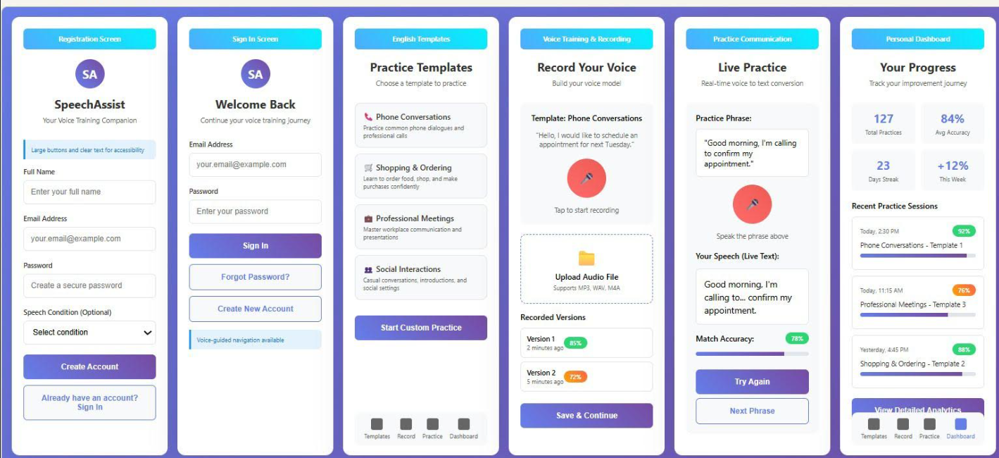 Registration Screen
SA
SpeechAssist
Your Voice Training Companion
Large buttons and clear text for accessibility
Full Name
Enter your full name
Email Address
your.email@example.com
Password
Create a secure password
Speech Condition (Optional)
Select condition
Create Account
Already have an account?
Sign In
Sign In Screen
SA
Welcome Back
Continue your voice training journey
Email Address
your.email@example.com
Password
Enter your password
Sign In
Forgot Password?
Create New Account
Voice-guided navigation available
English Templates
Practice Templates
Choose a template to practice
Phone Conversations
Practice common phone dialogues and
professional calls
Shopping & Ordering
Learn to order food, shop, and make
purchases confidently
Professional Meetings
Master workplace communication and
presentations
Social Interactions
Casual conversations, introductions, and
social settings
Start Custom Practice
Templates Record Practice Dashboard
Voice Training & Recording
Record Your Voice
Build your voice model
Template: Phone Conversations
"Hello, I would like to schedule an
appointment for next Tuesday."
Tap to start recording
Upload Audio File
Supports MP3, WAV, M4A
Recorded Versions
Version 1
2 minutes ago 85%
Version 2
5 minutes ago 72%
Save & Continue
Practice Communication
Live Practice
Real-time voice to text conversion
Practice Phrase:
"Good morning, I'm calling
to confirm my
appointment."
Speak the phrase above
Your Speech (Live Text):
Good morning, I'm
calling to... confirm my
appointment.
Match Accuracy: 78%
Try Again
Next Phrase
Personal Dashboard
Your Progress
Track your improvement journey
127 84%
Total Practices Avg Accuracy
23 +12%
Days Streak This Week
Recent Practice Sessions
Today, 2:30 PM 92%
Phone Conversations - Template 1
Today, 11:15 AM 76%
Professional Meetings - Template 3
Yesterday, 4:45 PM 88%
Shopping & Ordering - Template 2
View Detailed Analytics
Templates Record Practice Dashboard